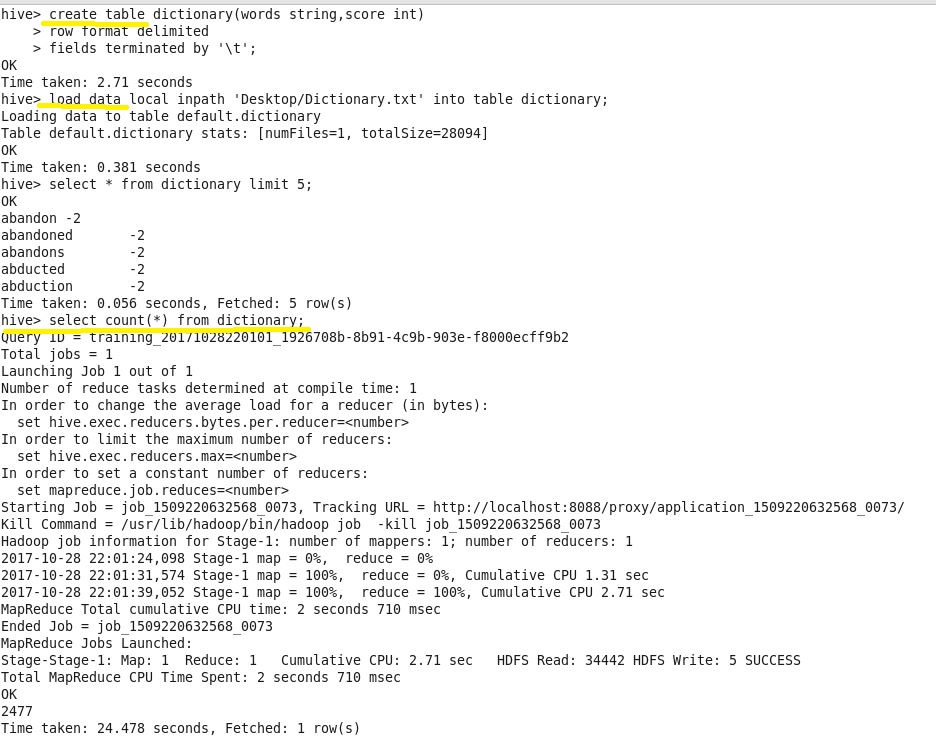 hive> create table dictionary(words string,score int)
    > row format delimited
    > fields terminated by '\t';
OK
Time taken: 2.71 seconds
hive> load data local inpath 'Desktop/Dictionary.txt' into table dictionary;
Loading data to table default.dictionary
Table default.dictionary stats: [numFiles=1, totalSize=28094]
OK
Time taken: 0.381 seconds
hive> select * from dictionary limit 5;
OK
abandon -2
abandoned       -2
abandons        -2
abducted        -2
abduction       -2
Time taken: 0.056 seconds, Fetched: 5 row(s)
hive> select count(*) from dictionary;
Query ID = training_20171028220101_1926708b-8b91-4c9b-903e-f8000ecff9b2
Total jobs = 1
Launching Job 1 out of 1
Number of reduce tasks determined at compile time: 1
In order to change the average load for a reducer (in bytes):
  set hive.exec.reducers.bytes.per.reducer=<number>
In order to limit the maximum number of reducers:
  set hive.exec.reducers.max=<number>
In order to set a constant number of reducers:
  set mapreduce.job.reduces=<number>
Starting Job = job_1509220632568_0073, Tracking URL = http://localhost:8088/proxy/application_1509220632568_0073/
Kill Command = /usr/lib/hadoop/bin/hadoop job  -kill job_1509220632568_0073
Hadoop job information for Stage-1: number of mappers: 1; number of reducers: 1
2017-10-28 22:01:24,098 Stage-1 map = 0%,  reduce = 0%
2017-10-28 22:01:31,574 Stage-1 map = 100%,  reduce = 0%, Cumulative CPU 1.31 sec
2017-10-28 22:01:39,052 Stage-1 map = 100%,  reduce = 100%, Cumulative CPU 2.71 sec
MapReduce Total cumulative CPU time: 2 seconds 710 msec
Ended Job = job_1509220632568_0073
MapReduce Jobs Launched:
Stage-Stage-1: Map: 1  Reduce: 1   Cumulative CPU: 2.71 sec   HDFS Read: 34442 HDFS Write: 5 SUCCESS
Total MapReduce CPU Time Spent: 2 seconds 710 msec
OK
2477
Time taken: 24.478 seconds, Fetched: 1 row(s)